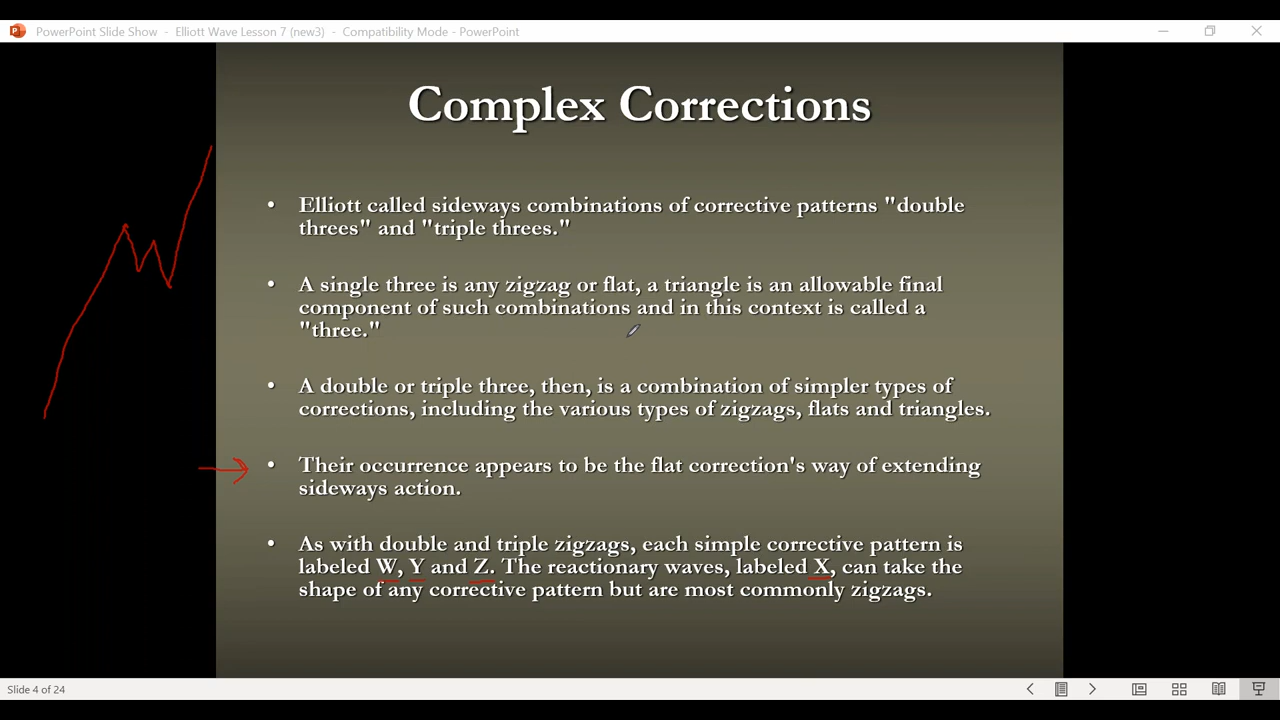 PowerPoint Slide Show - Elliott Wave Lesson 7 (new3) - Compatibility Mode - PowerPoint
Complex Corrections
• Elliott called sideways combinations of corrective patterns "double
threes" and "triple threes."
• A single three is any zigzag or flat, a triangle is an allowable final
component of such combinations and in this context is called a
"three."
• A double or triple three, then, is a combination of simpler types of
corrections, including the various types of zigzags, flats and triangles.
• Their occurrence appears to be the flat correction's way of extending
sideways action.
• As with double and triple zigzags, each simple corrective pattern is
labeled W, Y and Z. The reactionary waves, labeled X, can take the
shape of any corrective pattern but are most commonly zigzags.
Slide 4 of 24